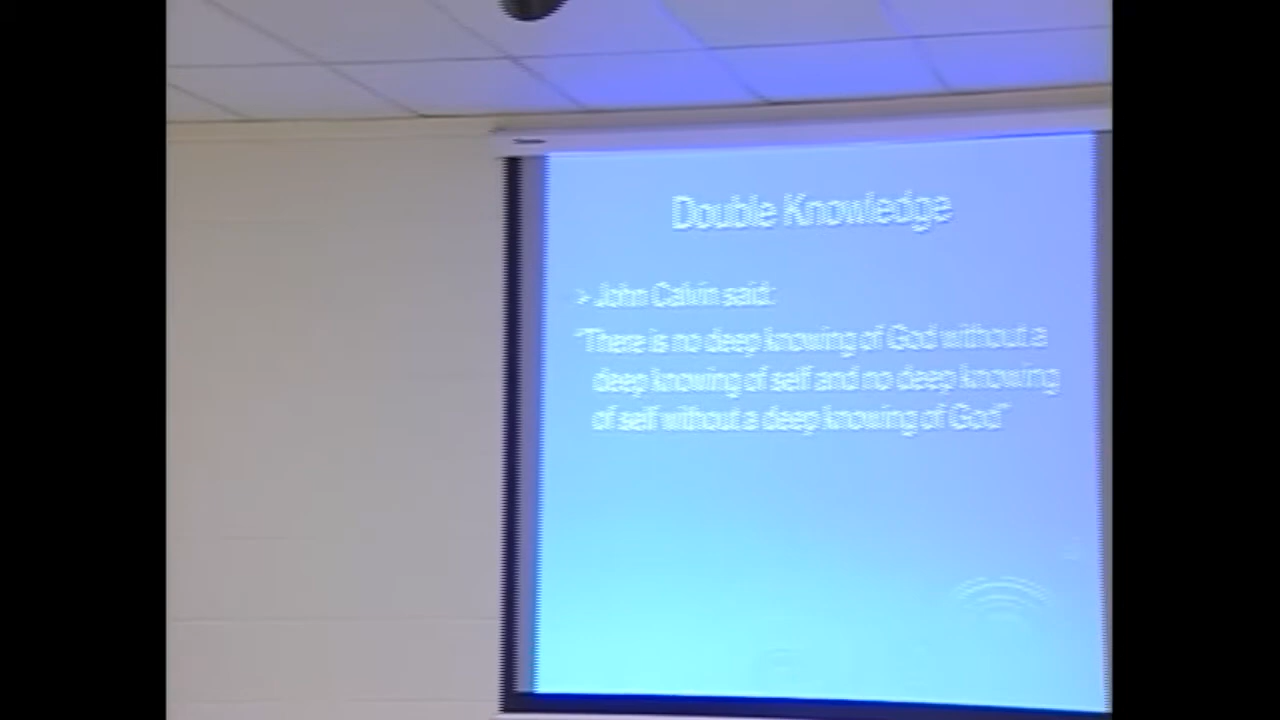 Double Knowledge
> John Calvin said:
"There is no deep knowing of God without a
deep knowing of self and no deep knowing
of self without a deep knowing of God"